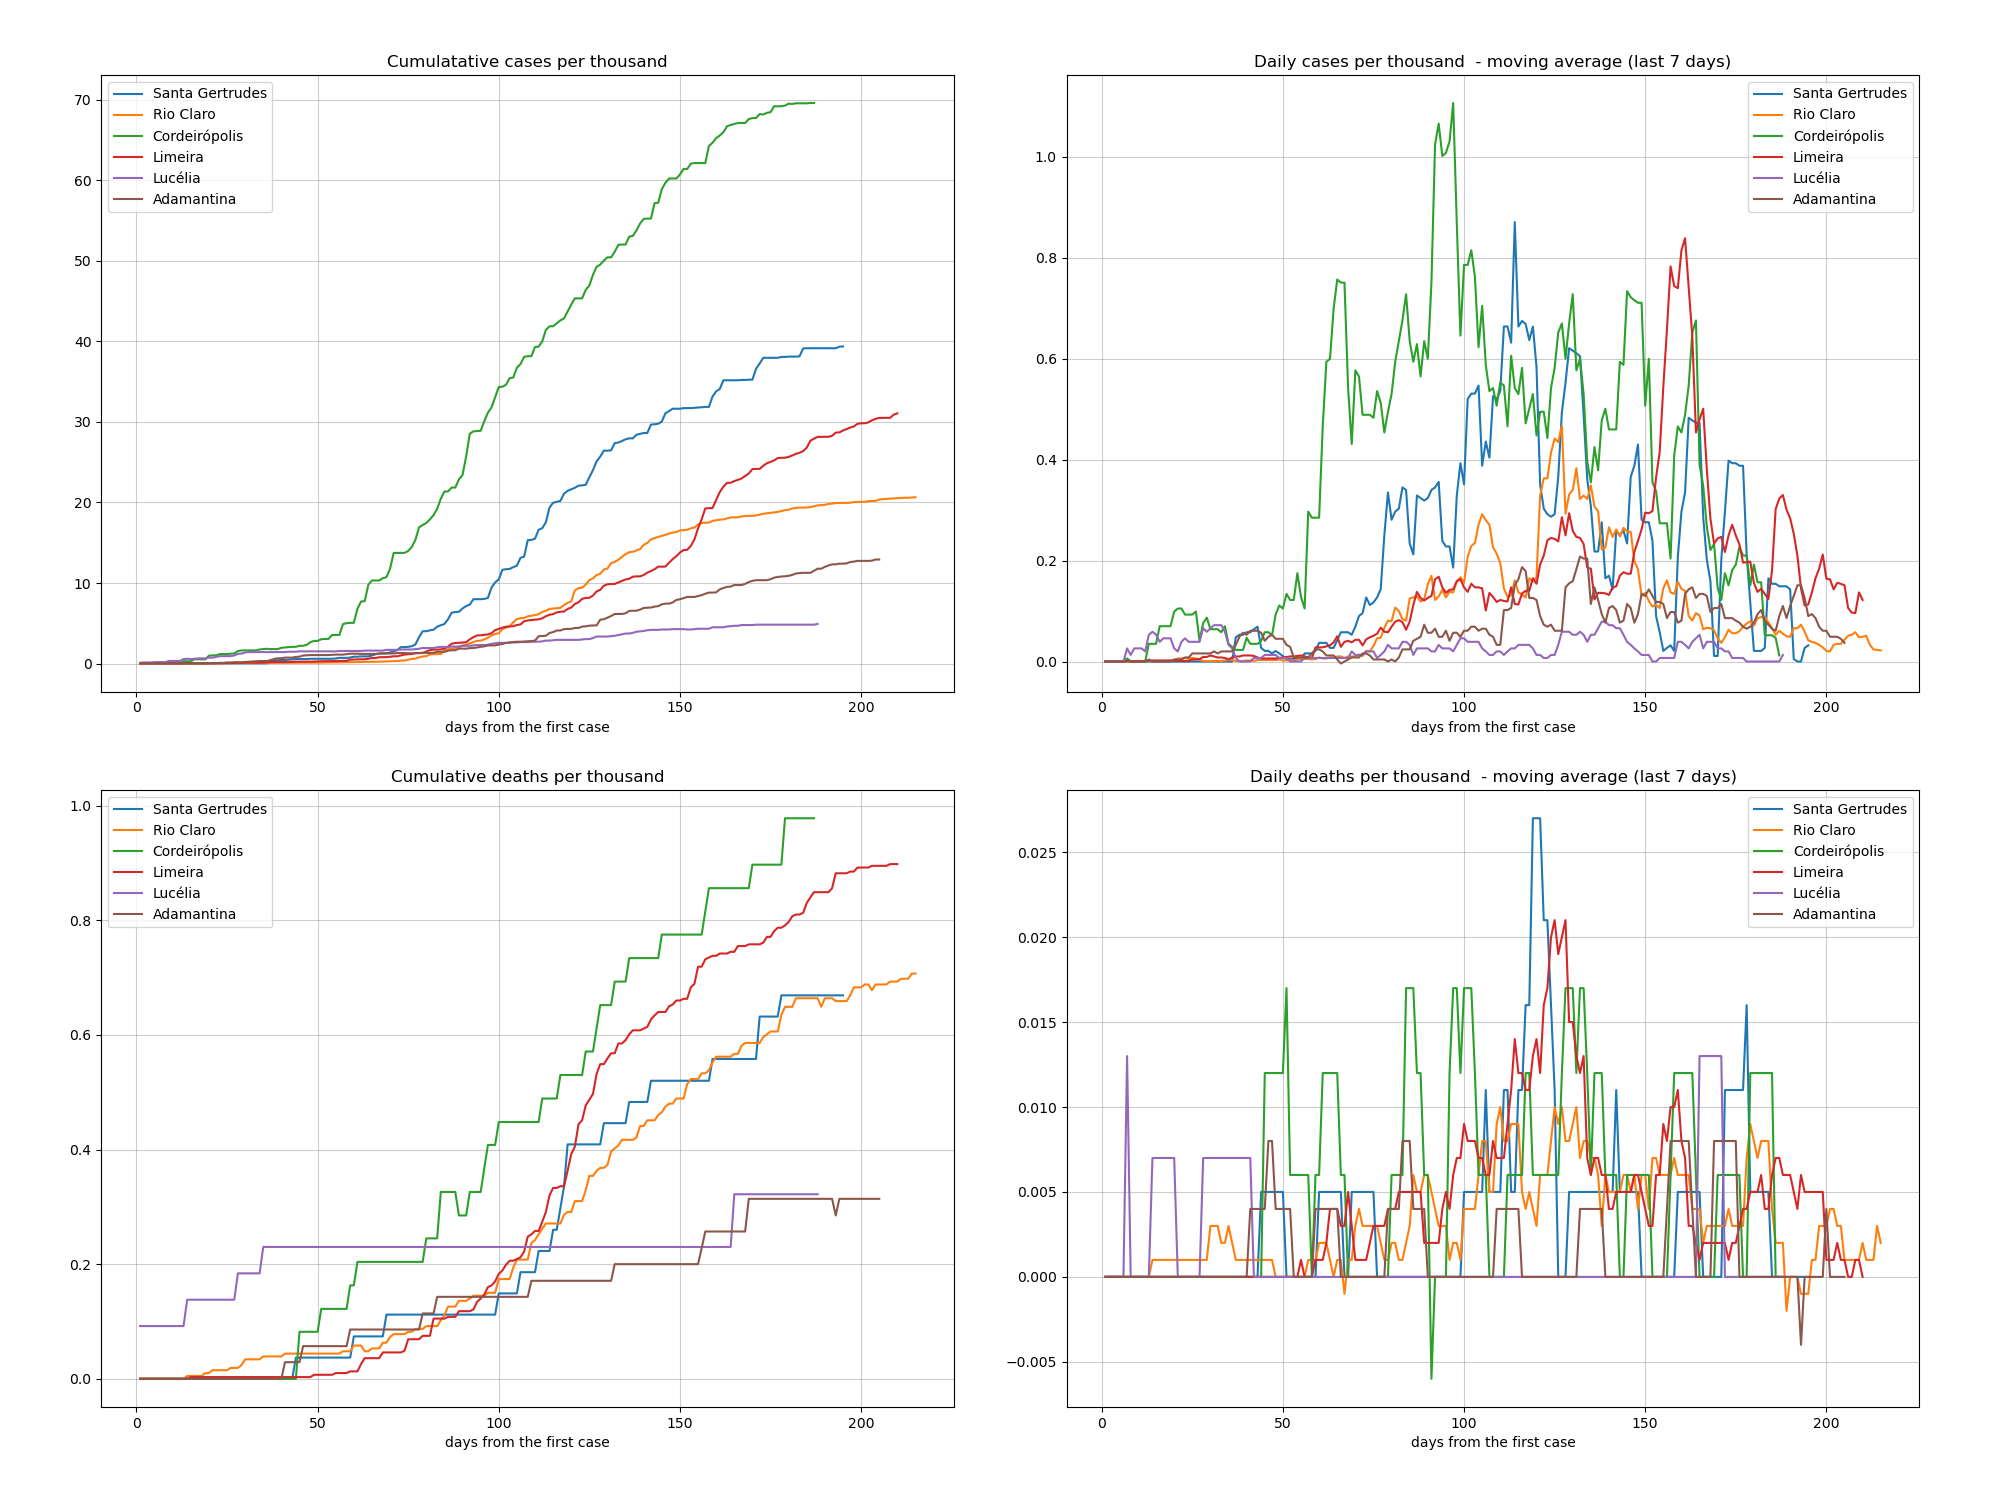 Cumulatative cases per thousand
70
60
50
40
30
20
10
0
Santa Gertrudes
Rio Claro
Cordeirópolis
Limeira
Lucélia
Adamantina
0 50 100 150 200
days from the first case
Daily cases per thousand - moving average (last 7 days)
1.0
0.8
0.6
0.4
0.2
0.0
Santa Gertrudes
Rio Claro
Cordeirópolis
Limeira
Lucélia
Adamantina
0 50 100 150 200
days from the first case
Cumulative deaths per thousand
1.0
0.8
0.6
0.4
0.2
0.0
Santa Gertrudes
Rio Claro
Cordeirópolis
Limeira
Lucélia
Adamantina
0 50 100 150 200
days from the first case
Daily deaths per thousand - moving average (last 7 days)
0.025
0.020
0.015
0.010
0.005
0.000
−0.005
Santa Gertrudes
Rio Claro
Cordeirópolis
Limeira
Lucélia
Adamantina
0 50 100 150 200
days from the first case